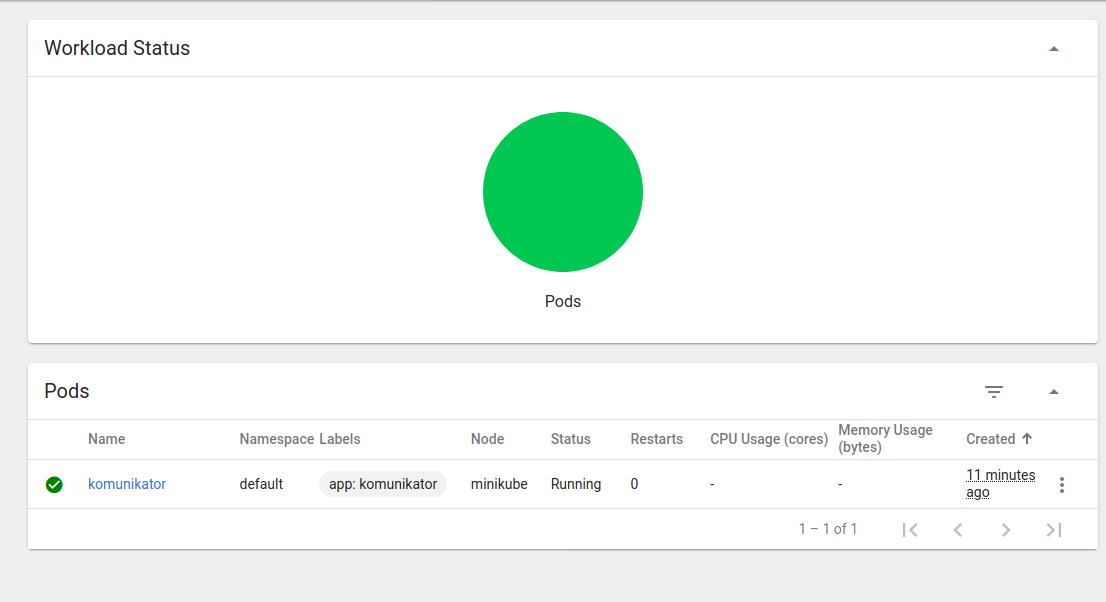 Workload Status
Pods
Pods
Name Namespace Labels Node Status Restarts CPU Usage (cores) Memory Usage (bytes) Created
komunikator default app: komunikator minikube Running 0 - - 11 minutes ago
1 – 1 of 1